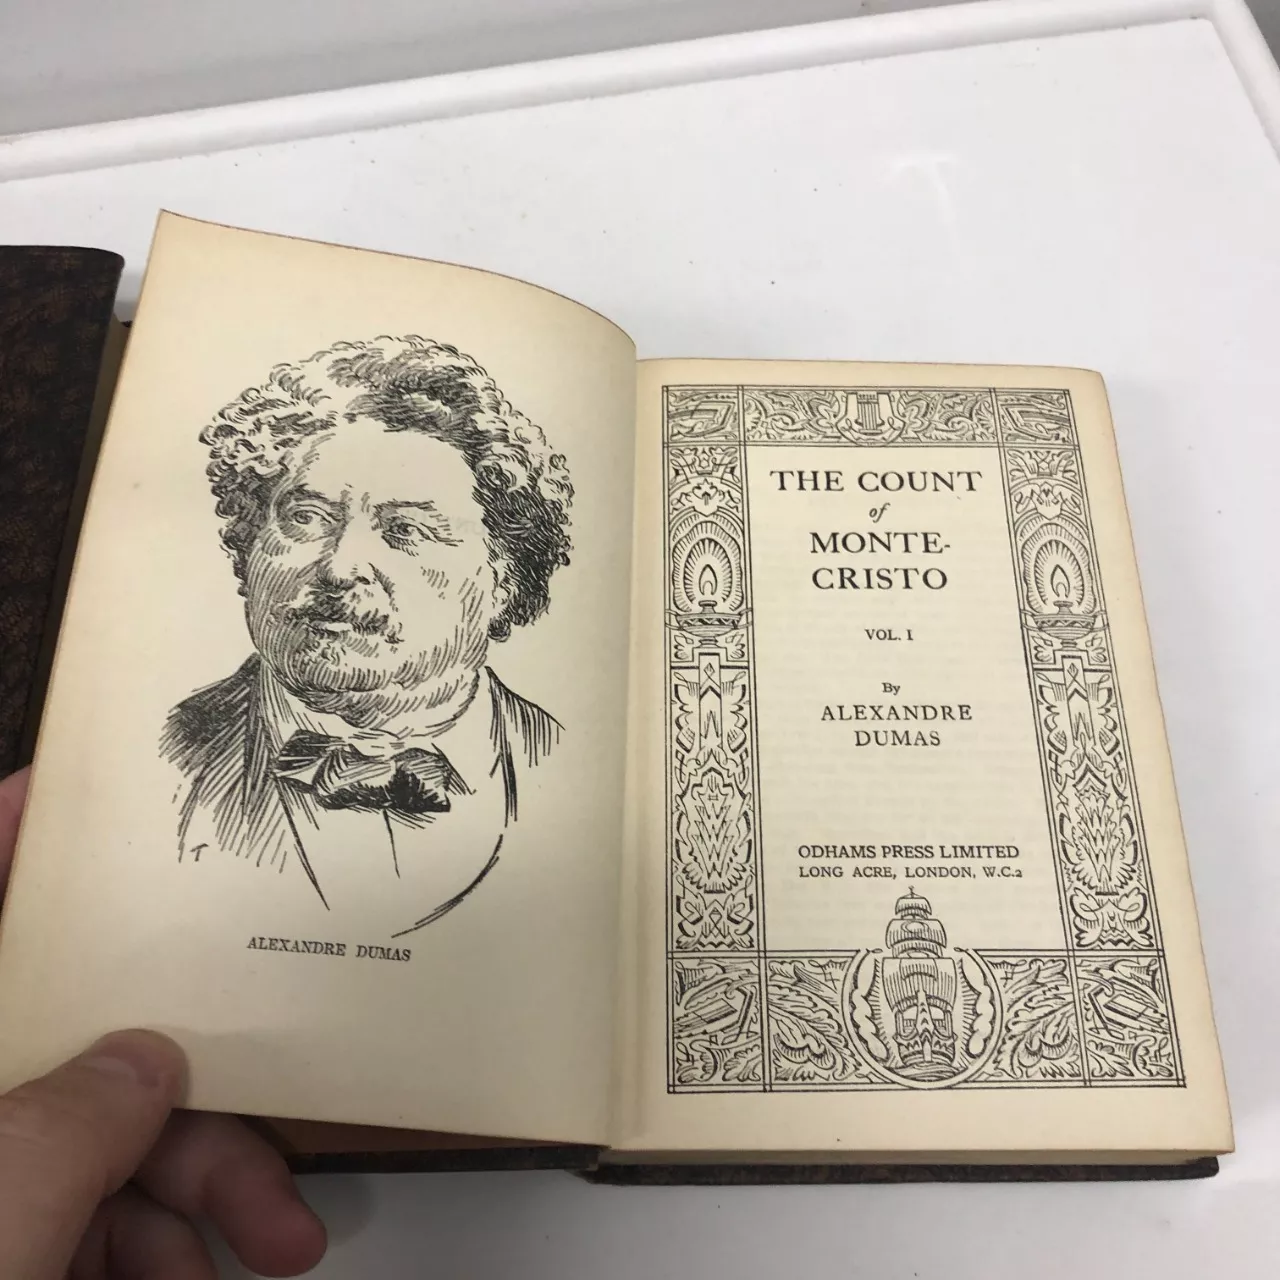 T
ALEXANDRE DUMAS
THE COUNT
of
MONTE-
CRISTO
VOL. I
By
ALEXANDRE
DUMAS
ODHAMS PRESS LIMITED
LONG ACRE, LONDON, W.C.2